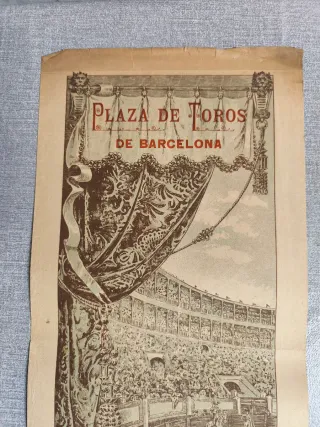 PLAZA DE TOROS
DE BARCELONA